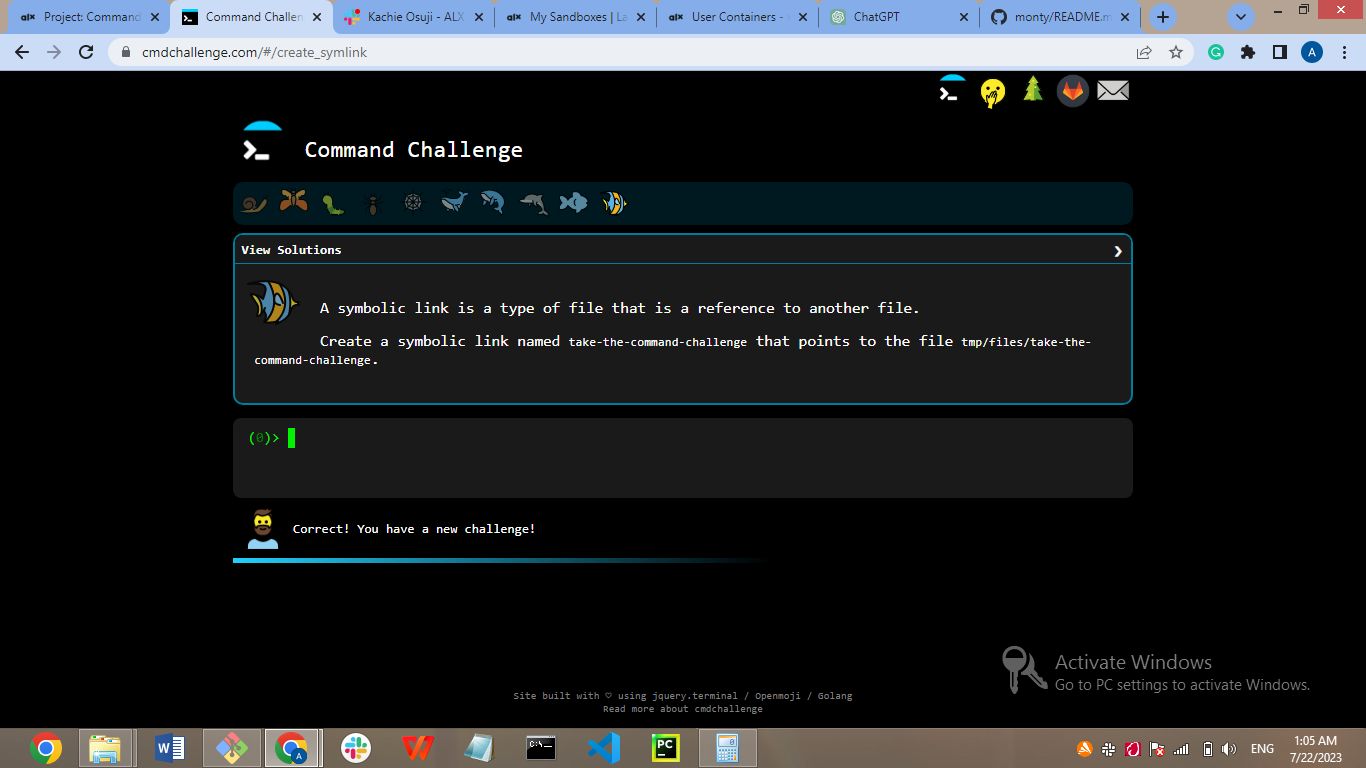 Project: Command
Command Challen
Kachie Osuji - ALX
My Sandboxes | La
User Containers -
ChatGPT
monty/README.m
cmdchallenge.com/#/create_symlink
A
Command Challenge
View Solutions
A symbolic link is a type of file that is a reference to another file.
Create a symbolic link named take-the-command-challenge that points to the file tmp/files/take-the-
command-challenge.
(0)>
Correct! You have a new challenge!
Activate Windows
Go to PC settings to activate Windows.
Site built with ♡ using jquery.terminal / Openmoji / Golang
Read more about cmdchallenge
ENG
1:05 AM
7/22/2023